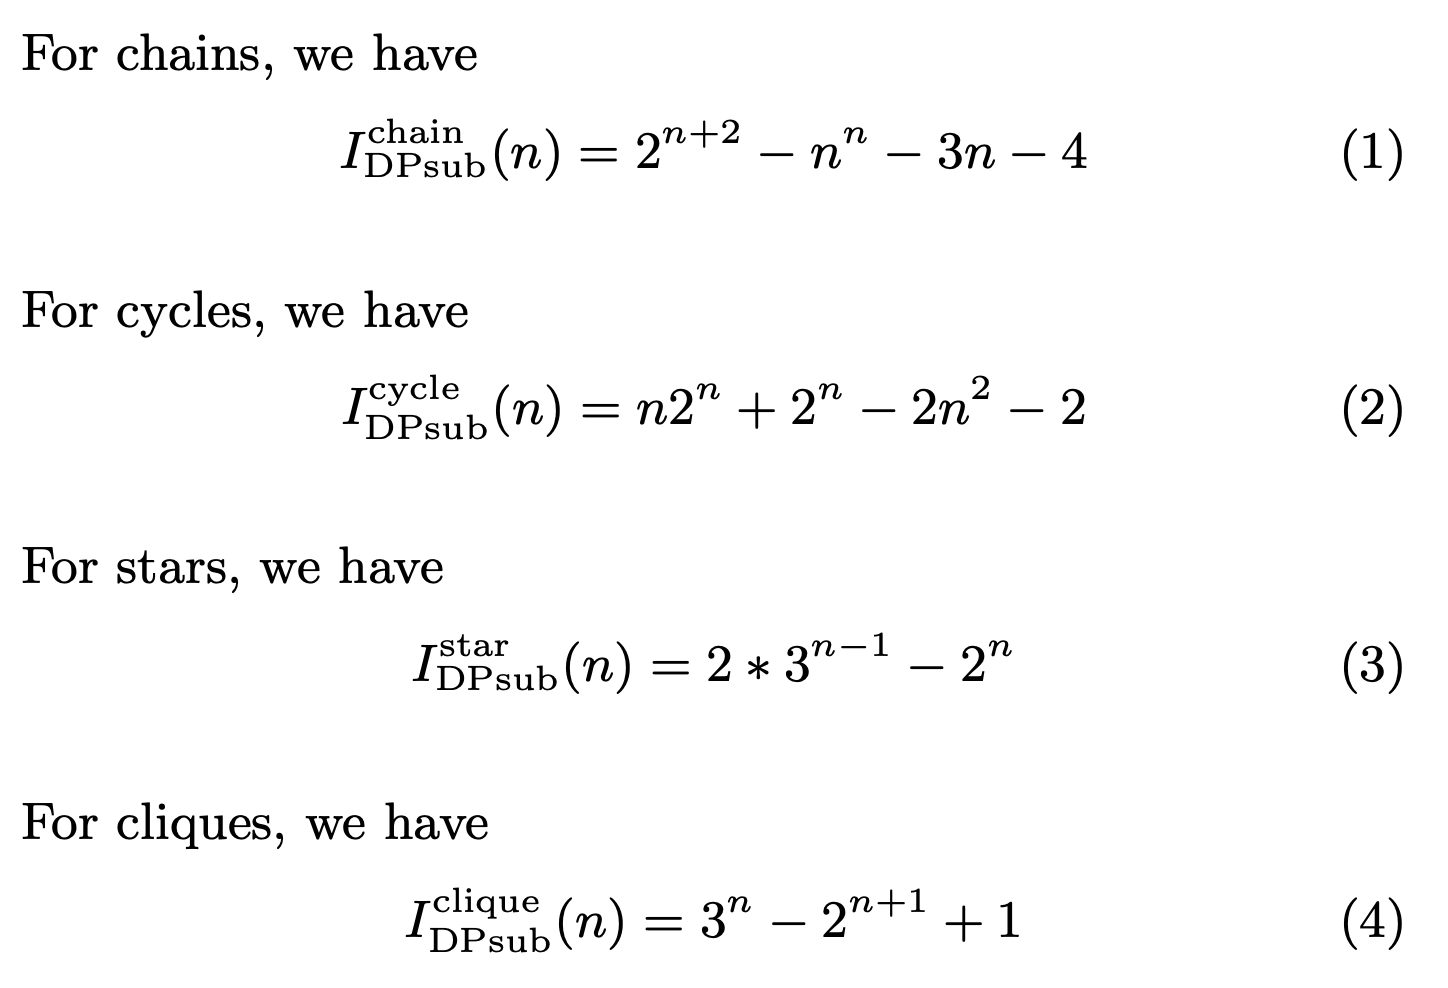 For chains, we have
I^{chain}_{DPsub}(n) = 2^{n+2} − n^n − 3n − 4 (1)
For cycles, we have
I^{cycle}_{DPsub}(n) = n2^n + 2^n − 2n^2 − 2 (2)
For stars, we have
I^{star}_{DPsub}(n) = 2 ∗ 3^{n−1} − 2^n (3)
For cliques, we have
I^{clique}_{DPsub}(n) = 3^n − 2^{n+1} + 1 (4)